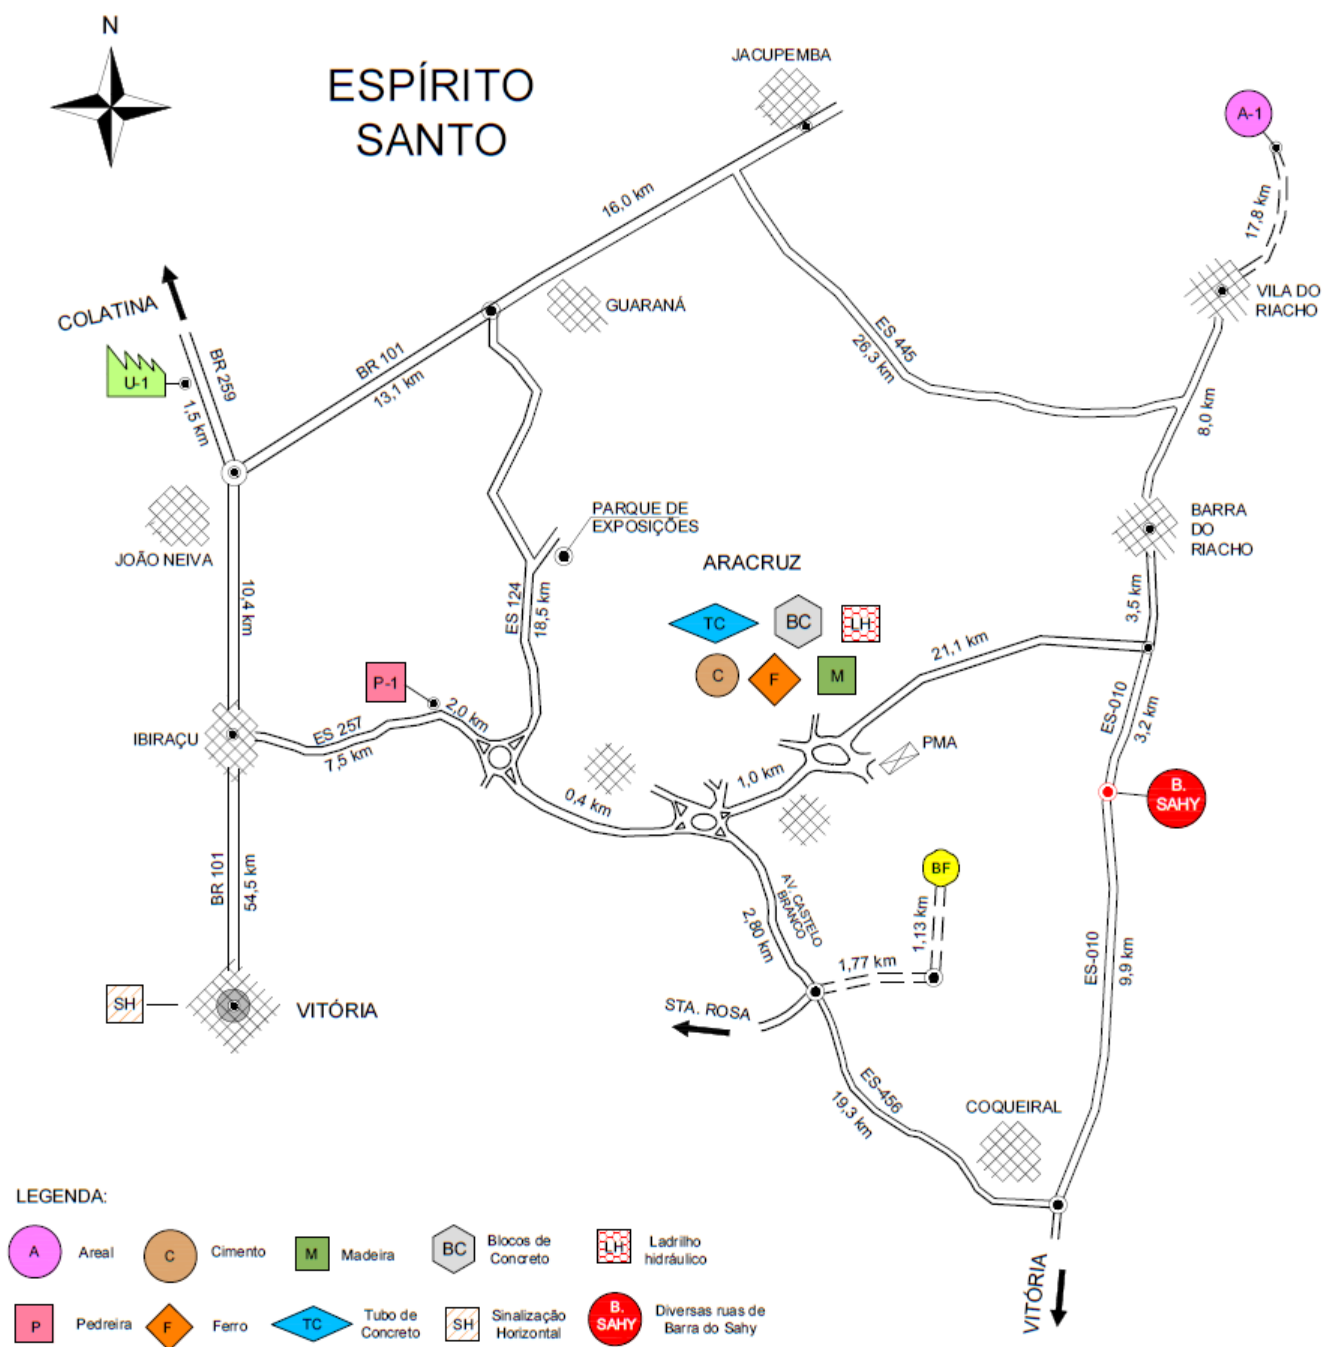 N
ESPÍRITO
SANTO
JACUPEMBA
A-1
17,8 km
16,0 km
COLATINA
GUARANÁ
VILA DO
RIACHO
U-1
BR 259
1,5 km
BR 101
13,1 km
ES 445
26,3 km
8,0 km
JOÃO NEIVA
PARQUE DE
EXPOSIÇÕES
BARRA
DO
RIACHO
ARACRUZ
10,4 km
ES 124
18,5 km
TC
BC
LH
C
F
M
21,1 km
3,5 km
P-1
2,0 km
IBIRAÇU
ES 257
7,5 km
PMA
ES-010
3,2 km
1,0 km
0,4 km
B.
SAHY
BR 101
54,5 km
AV. CASTELO
BRANCO
2,80 km
BF
1,13 km
1,77 km
ES-010
9,9 km
SH
VITÓRIA
STA. ROSA
ES-456
19,3 km
COQUEIRAL
VITÓRIA
LEGENDA:
A
Areal
C
Cimento
M
Madeira
BC
Blocos de
Concreto
LH
Ladrilho
hidráulico
P
Pedreira
F
Ferro
TC
Tubo de
Concreto
SH
Sinalização
Horizontal
B.
SAHY
Diversas ruas de
Barra do Sahy